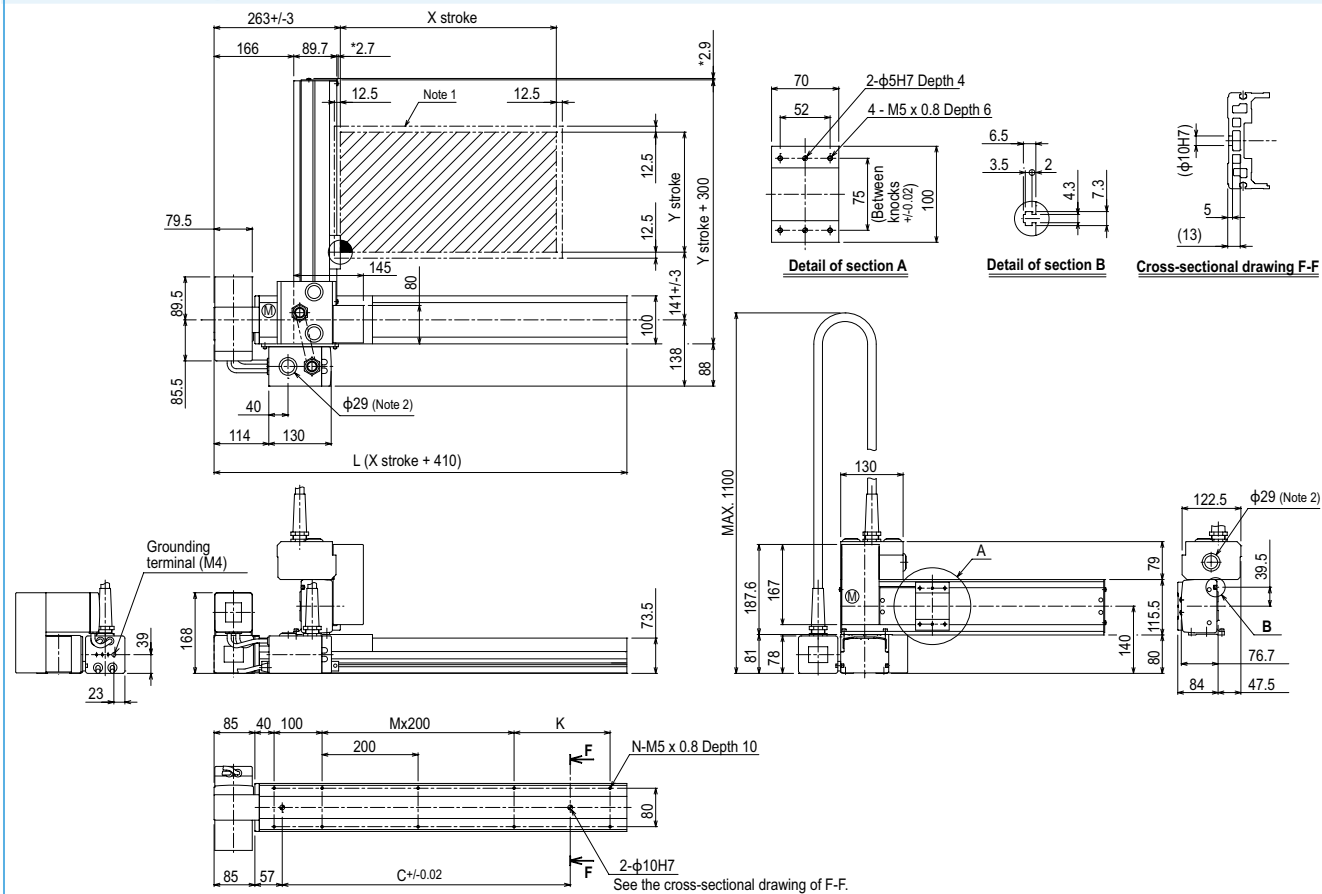 263+/-3
X stroke
166
89.7
*2.7
*2.9
12.5
Note 1
12.5
12.5
Y stroke
12.5
Y stroke + 300
79.5
145
80
141+/-3
89.5
M
100
138
88
85.5
40
ϕ29 (Note 2)
114
130
L (X stroke + 410)
70
2-ϕ5H7 Depth 4
52
4 - M5 x 0.8 Depth 6
75
(Between
knocks
+/-0.02)
100
Detail of section A
6.5
3.5
2
4.3
7.3
Detail of section B
(ϕ10H7)
5
(13)
Cross-sectional drawing F-F
Grounding
terminal (M4)
39
23
168
73.5
MAX. 1100
130
A
187.6
167
M
81
78
79
115.5
140
80
122.5
ϕ29 (Note 2)
39.5
B
76.7
84
47.5
85
40
100
Mx200
K
200
F
N-M5 x 0.8 Depth 10
80
F
2-ϕ10H7
See the cross-sectional drawing of F-F.
85
57
C+/-0.02